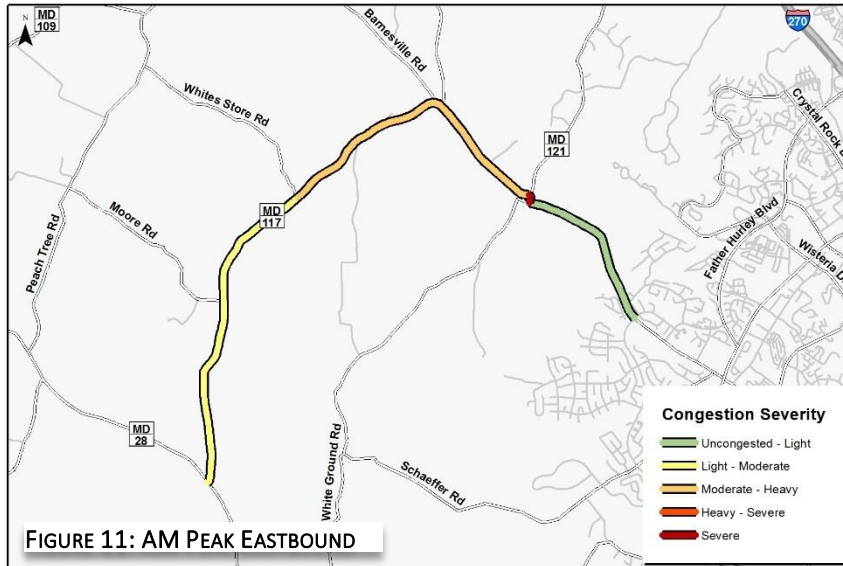 MD
109
N
270
Barnesville Rd
Whites Store Rd
Crystal Rock
MD
121
Moore Rd
MD
117
Father Hurley Blvd
Peach Tree Rd
Wisteria D
MD
28
White Ground Rd
Schaeffer Rd
Congestion Severity
Uncongested - Light
Light - Moderate
Moderate - Heavy
Heavy - Severe
Severe
FIGURE 11: AM PEAK EASTBOUND